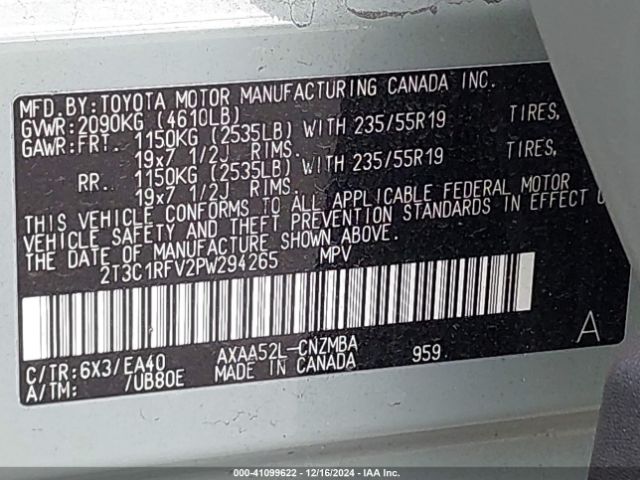 MFD.BY:TOYOTA MOTOR MANUFACTURING CANADA INC.
GVWR:2090KG (4610LB)
GAWR:FRT. 1150KG (2535LB) WITH 235/55R19 TIRES,
19x7 1/2J RIMS.
RR. 1150KG (2535LB) WITH 235/55R19 TIRES,
19x7 1/2J RIMS.
THIS VEHICLE CONFORMS TO ALL APPLICABLE FEDERAL MOTOR
VEHICLE SAFETY AND THEFT PREVENTION STANDARDS IN EFFECT
THE DATE OF MANUFACTURE SHOWN ABOVE.
2T3C1RFV2PW294265 MPV
A
C/TR:6X3/EA40 AXAA52L-CNZMBA 959.
A/TM: /UB80E MADE IN CANADA
000-41099622 - 12/16/2024 - IAA Inc.